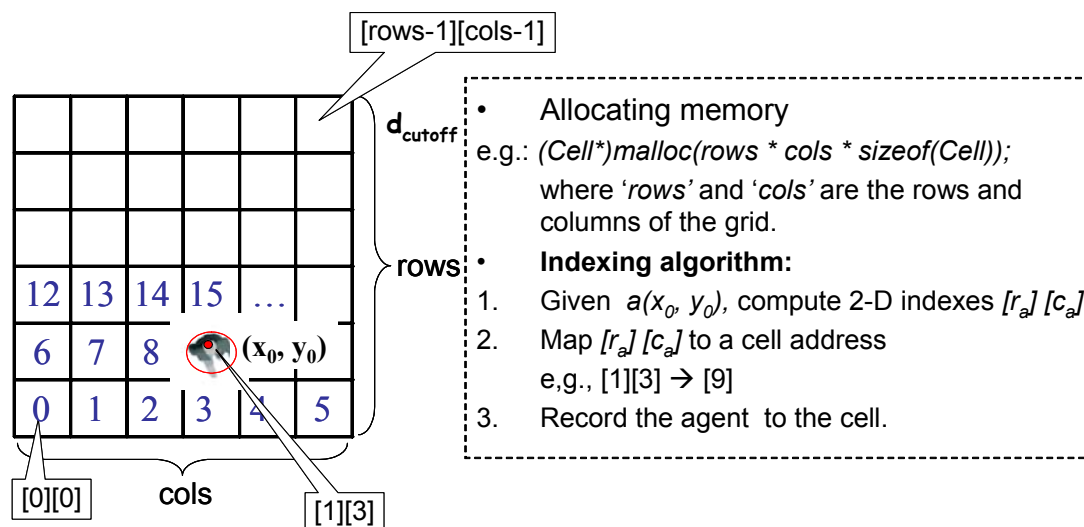 [rows-1][cols-1]
d_cutoff
rows
12 13 14 15 ...
6 7 8 (x₀, y₀)
0 1 2 3 4 5
[0][0]
cols
[1][3]
• Allocating memory
e.g.: (Cell*)malloc(rows * cols * sizeof(Cell));
where ‘rows’ and ‘cols’ are the rows and
columns of the grid.
• Indexing algorithm:
1. Given a(x₀, y₀), compute 2-D indexes [rₐ] [cₐ]
2. Map [rₐ] [cₐ] to a cell address
e,g., [1][3] → [9]
3. Record the agent to the cell.